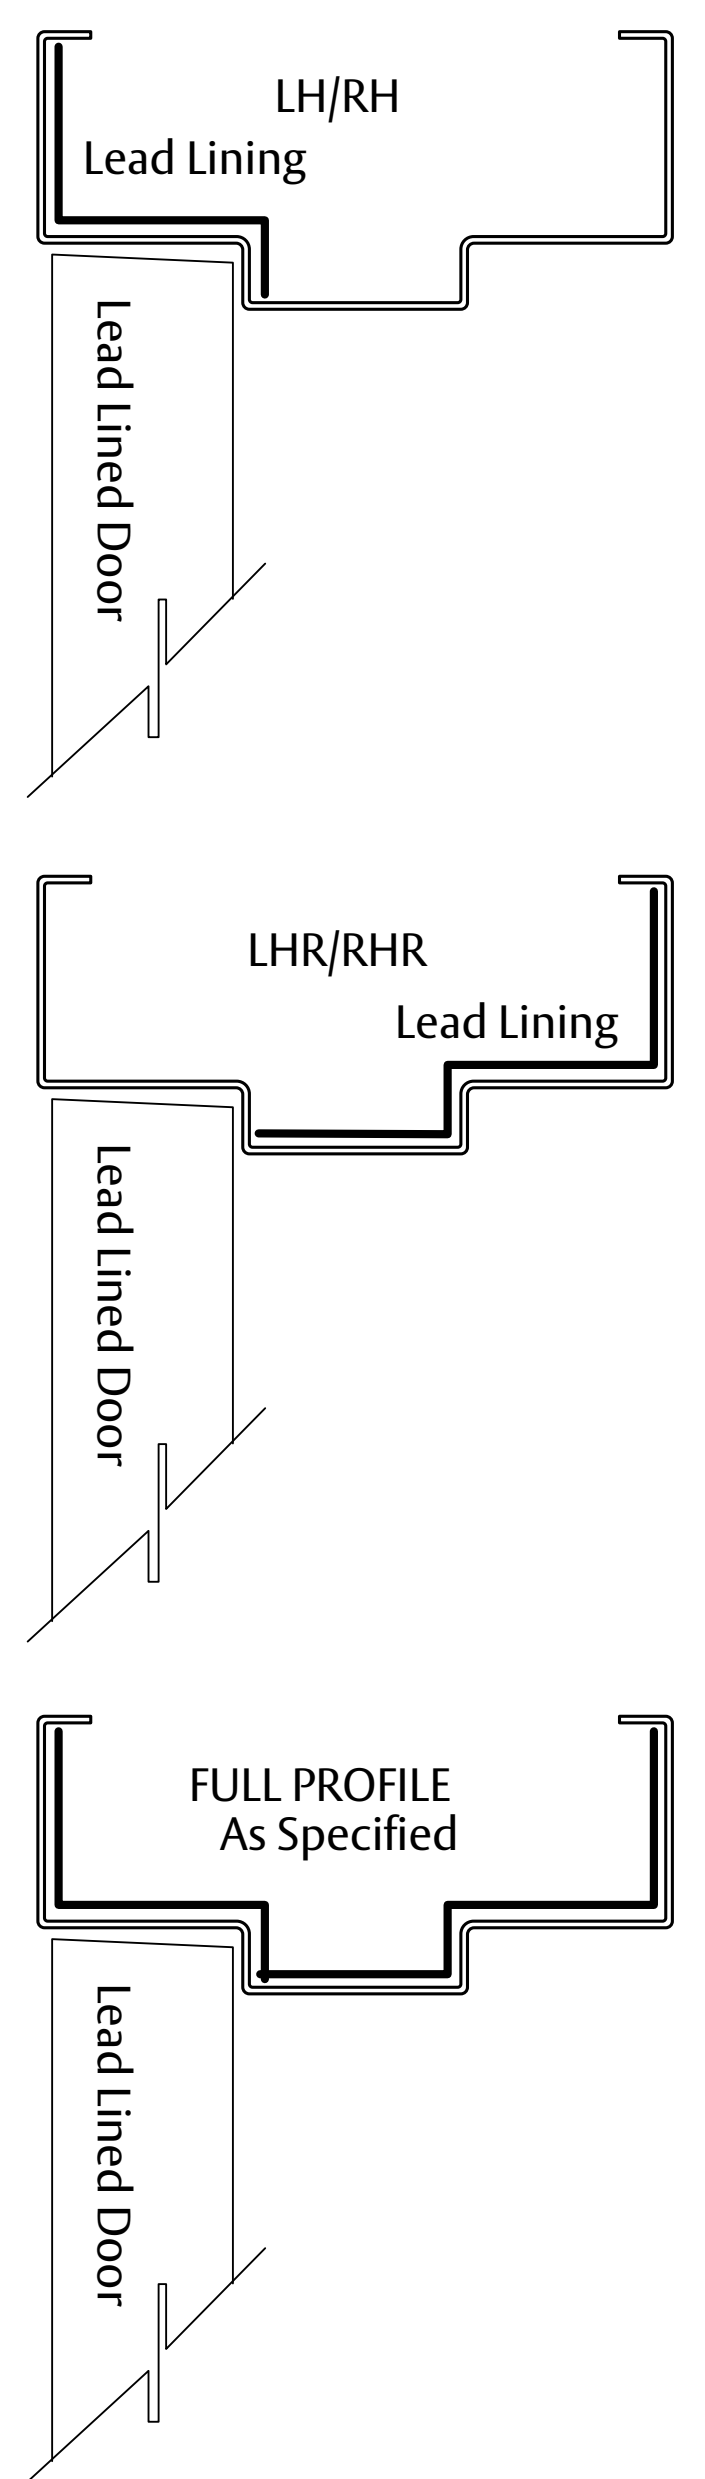 LH/RH
Lead Lining
Lead Lined Door
LHR/RHR
Lead Lining
Lead Lined Door
FULL PROFILE
As Specified
Lead Lined Door